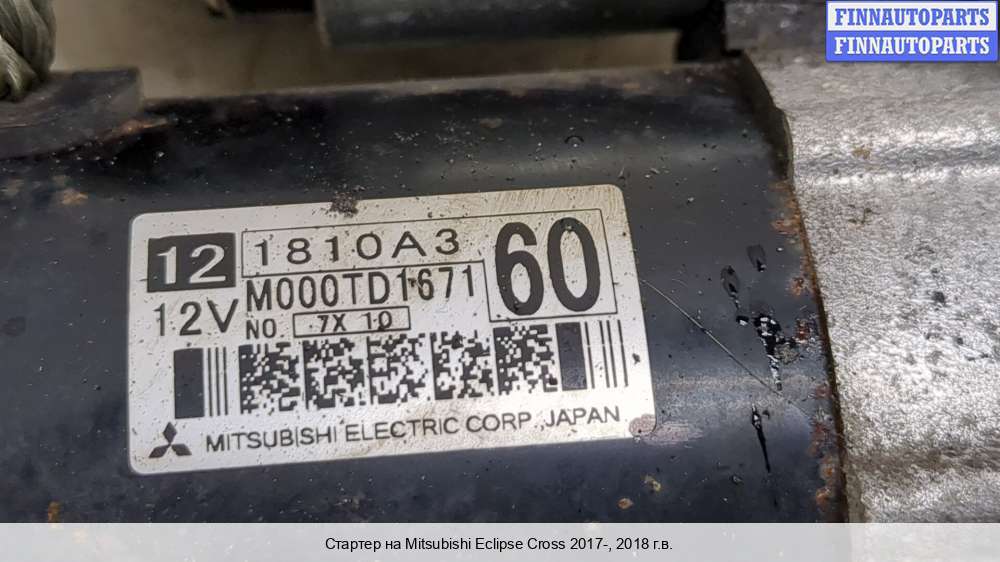 FINNAUTOPARTS
FINNAUTOPARTS
12 1810A3 60
12V M000TD1671
NO 7X 10
MITSUBISHI ELECTRIC CORP. JAPAN
Стартер на Mitsubishi Eclipse Cross 2017-, 2018 г.в.